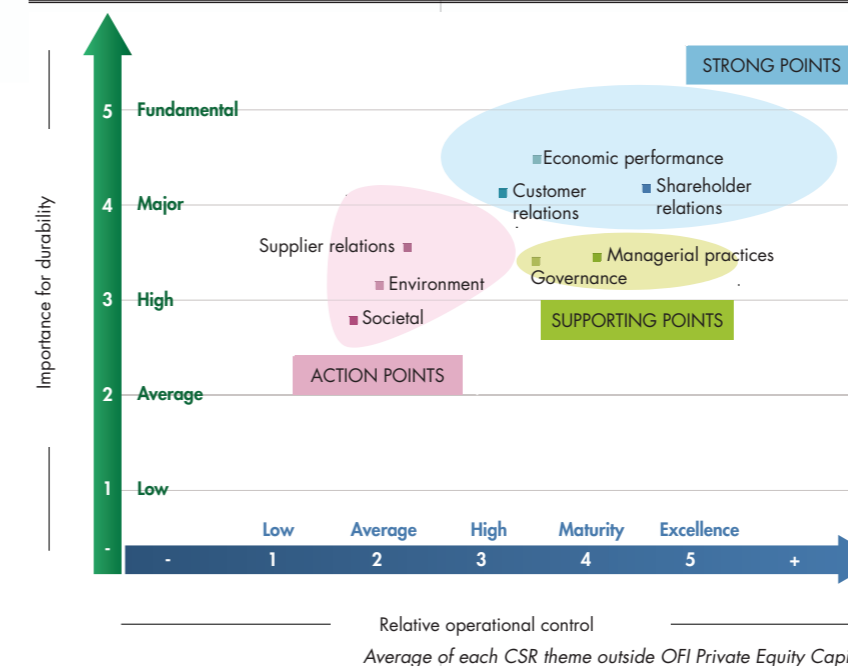 STRONG POINTS
5 Fundamental
Economic performance
Customer
relations
Shareholder
relations
4 Major
Supplier relations
Managerial practices
Governance
Environment
3 High
Societal
SUPPORTING POINTS
ACTION POINTS
2 Average
1 Low
Importance for durability
Low Average High Maturity Excellence
-
- 1 2 3 4 5 +
Relative operational control
Average of each CSR theme outside OFI Private Equity Capi